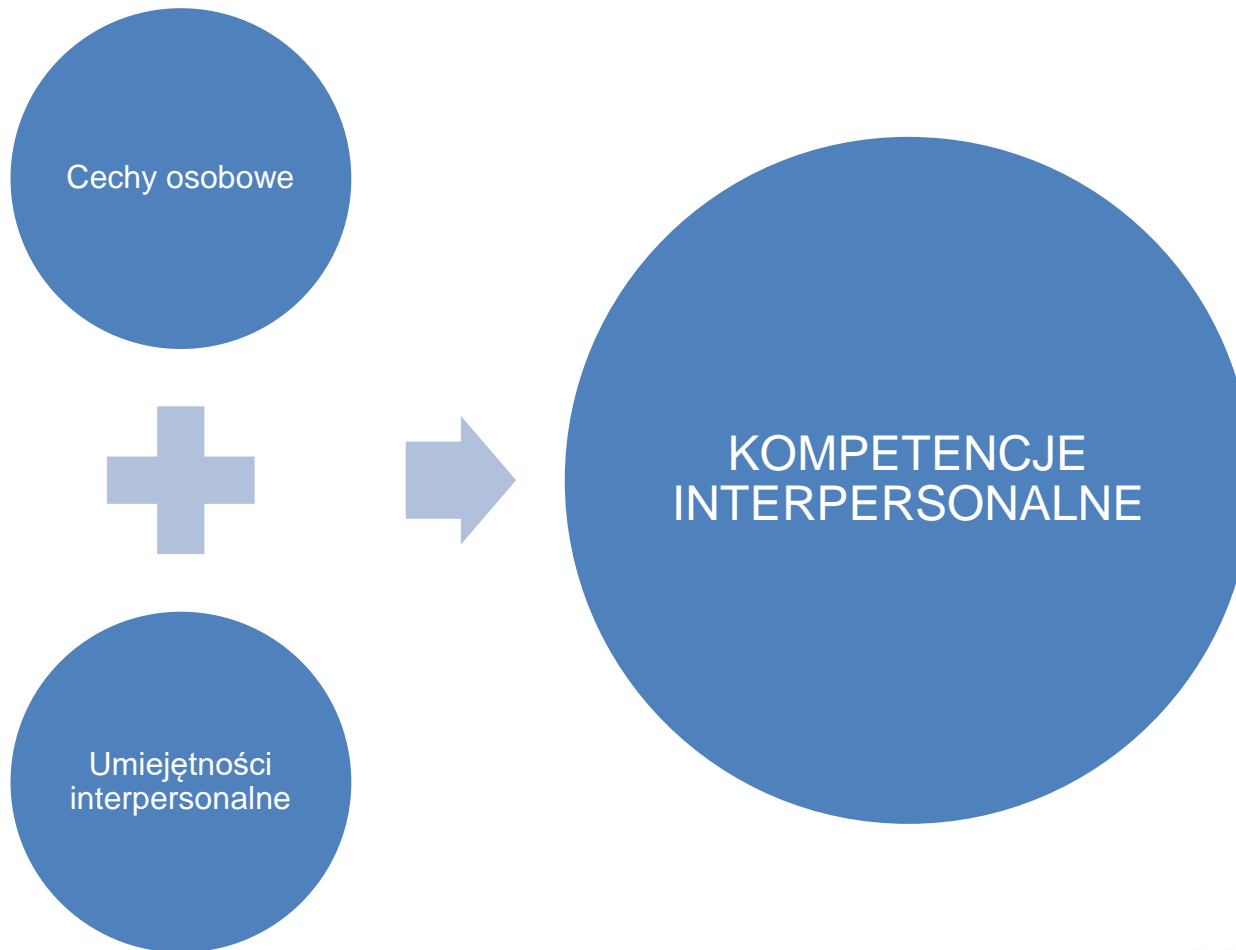 Cechy osobowe
KOMPETENCJE
INTERPERSONALNE
Umiejętności
interpersonalne